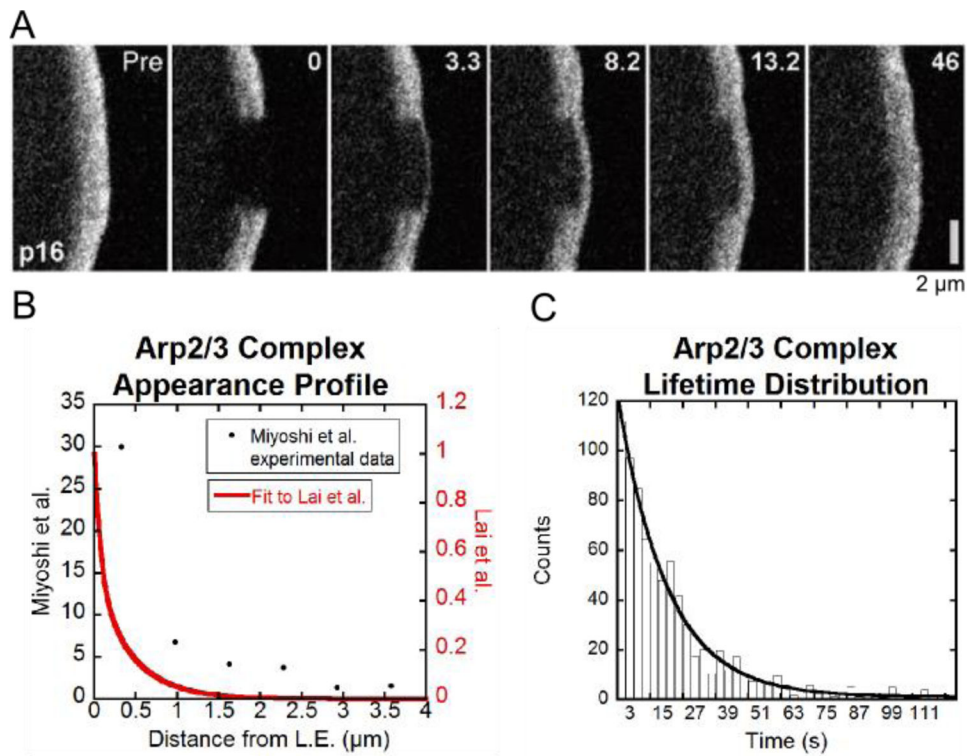 A
Pre
0
3.3
8.2
13.2
46
p16
2 µm
B
Arp2/3 Complex
Appearance Profile
35
30
25
20
15
10
5
0
Miyoshi et al.
1.2
1
0.8
0.6
0.4
0.2
0
Lai et al.
Miyoshi et al.
experimental data
Fit to Lai et al.
0 0.5 1 1.5 2 2.5 3 3.5 4
Distance from L.E. (µm)
C
Arp2/3 Complex
Lifetime Distribution
120
100
80
60
40
20
0
Counts
3 15 27 39 51 63 75 87 99 111
Time (s)